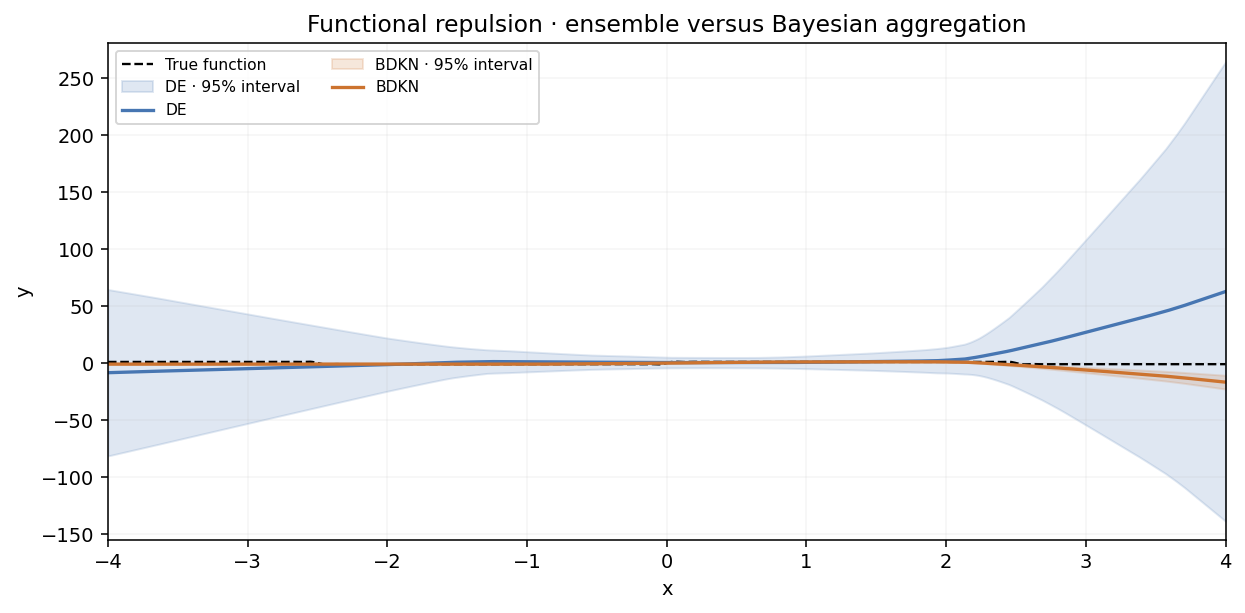 Functional repulsion · ensemble versus Bayesian aggregation
True function
DE · 95% interval
DE
BDKN · 95% interval
BDKN
y
250
200
150
100
50
0
−50
−100
−150
−4 −3 −2 −1 0 1 2 3 4
x